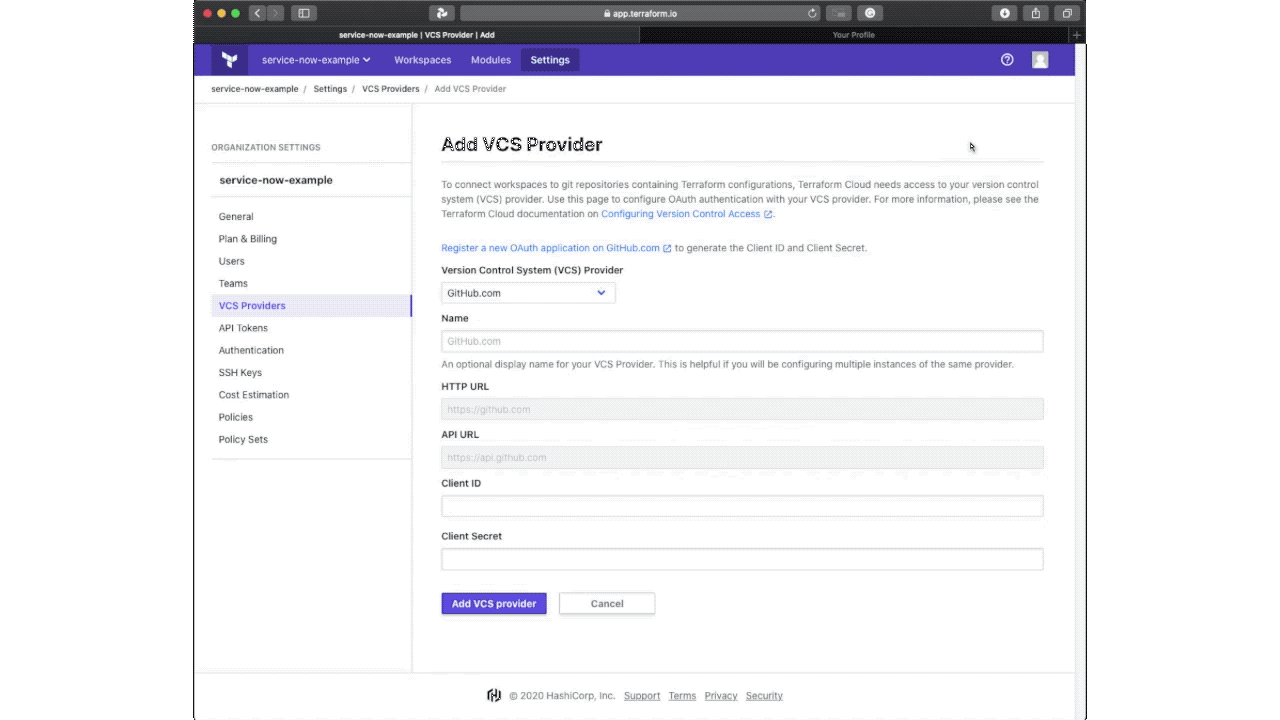 app.terraform.io
service-now-example | VCS Provider | Add
Your Profile
service-now-example
Workspaces
Modules
Settings
service-now-example / Settings / VCS Providers / Add VCS Provider
ORGANIZATION SETTINGS
service-now-example
General
Plan & Billing
Users
Teams
VCS Providers
API Tokens
Authentication
SSH Keys
Cost Estimation
Policies
Policy Sets
Add VCS Provider
To connect workspaces to git repositories containing Terraform configurations, Terraform Cloud needs access to your version control
system (VCS) provider. Use this page to configure OAuth authentication with your VCS provider. For more information, please see the
Terraform Cloud documentation on Configuring Version Control Access.
Register a new OAuth application on GitHub.com to generate the Client ID and Client Secret.
Version Control System (VCS) Provider
GitHub.com
Name
GitHub.com
An optional display name for your VCS Provider. This is helpful if you will be configuring multiple instances of the same provider.
HTTP URL
https://github.com
API URL
https://api.github.com
Client ID
Client Secret
Add VCS provider
Cancel
© 2020 HashiCorp, Inc. Support Terms Privacy Security